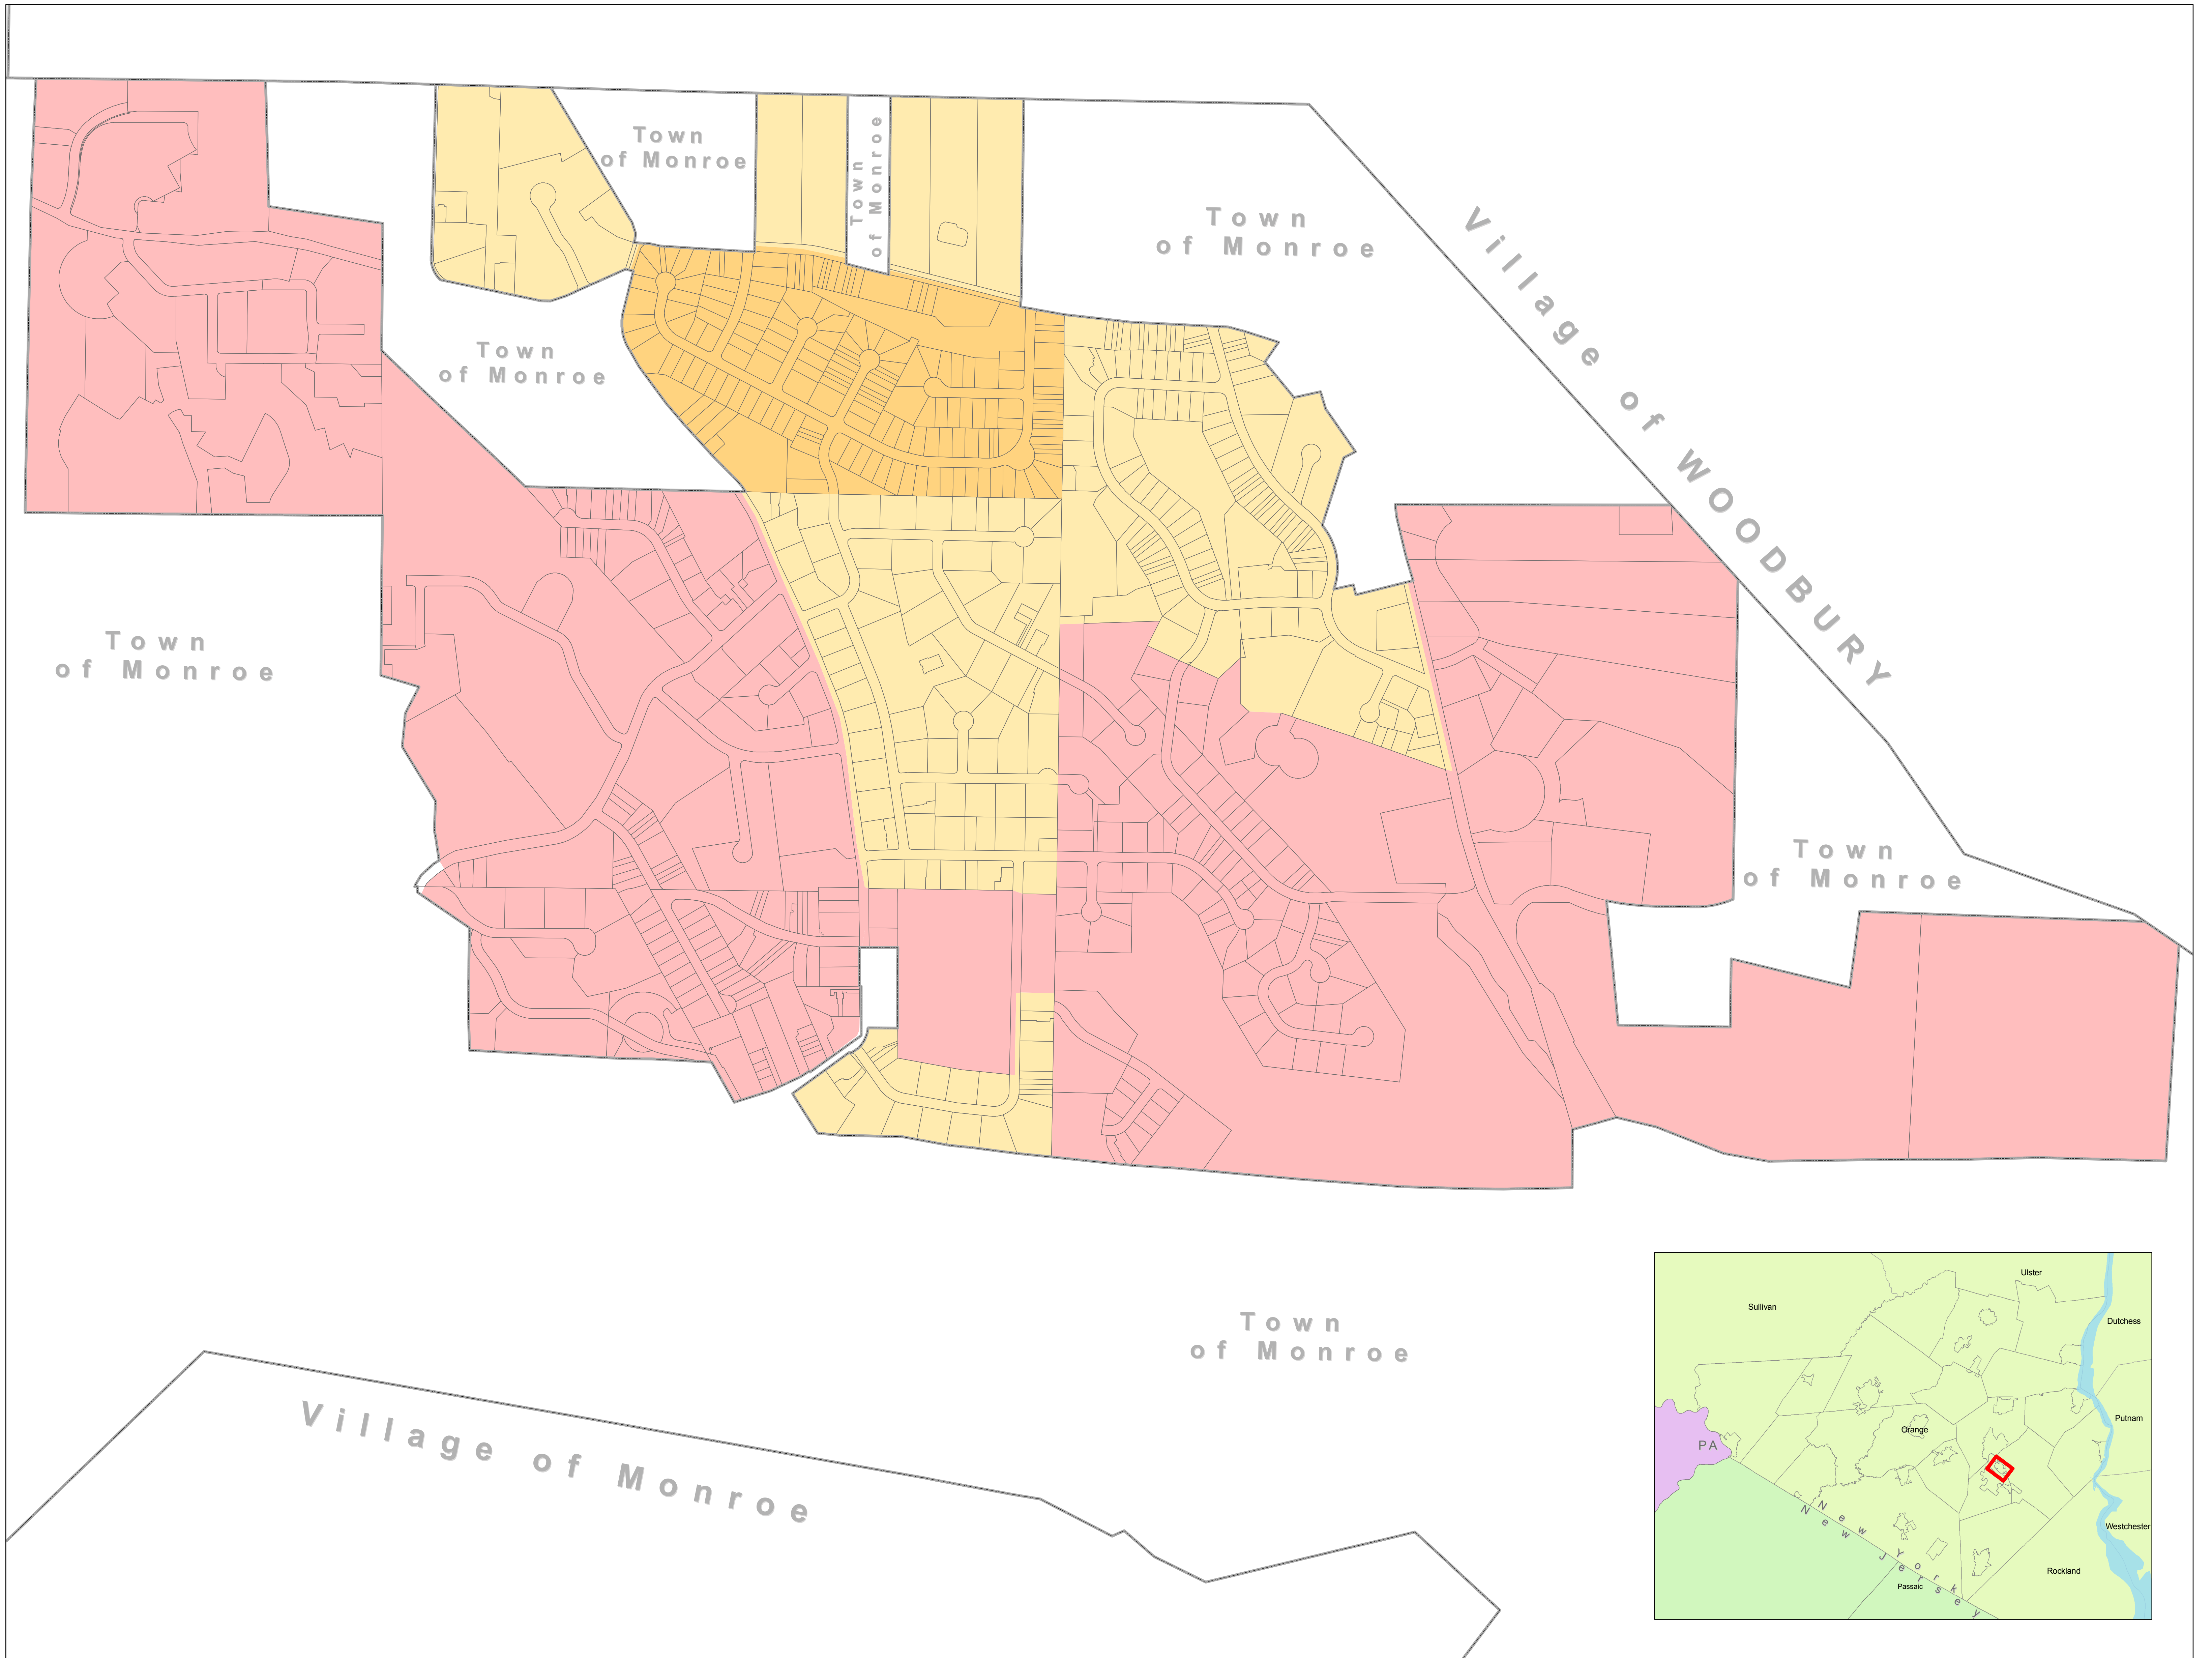 Town
of Monroe
Town
of Monroe
Town
of Monroe
Village of WOODBURY
Town
of Monroe
Town
of Monroe
Town
of Monroe
Town
of Monroe
Village of Monroe
Ulster
Sullivan
Dutchess
Putnam
Orange
PA
New York
New Jersey
Westchester
Rockland
Passaic